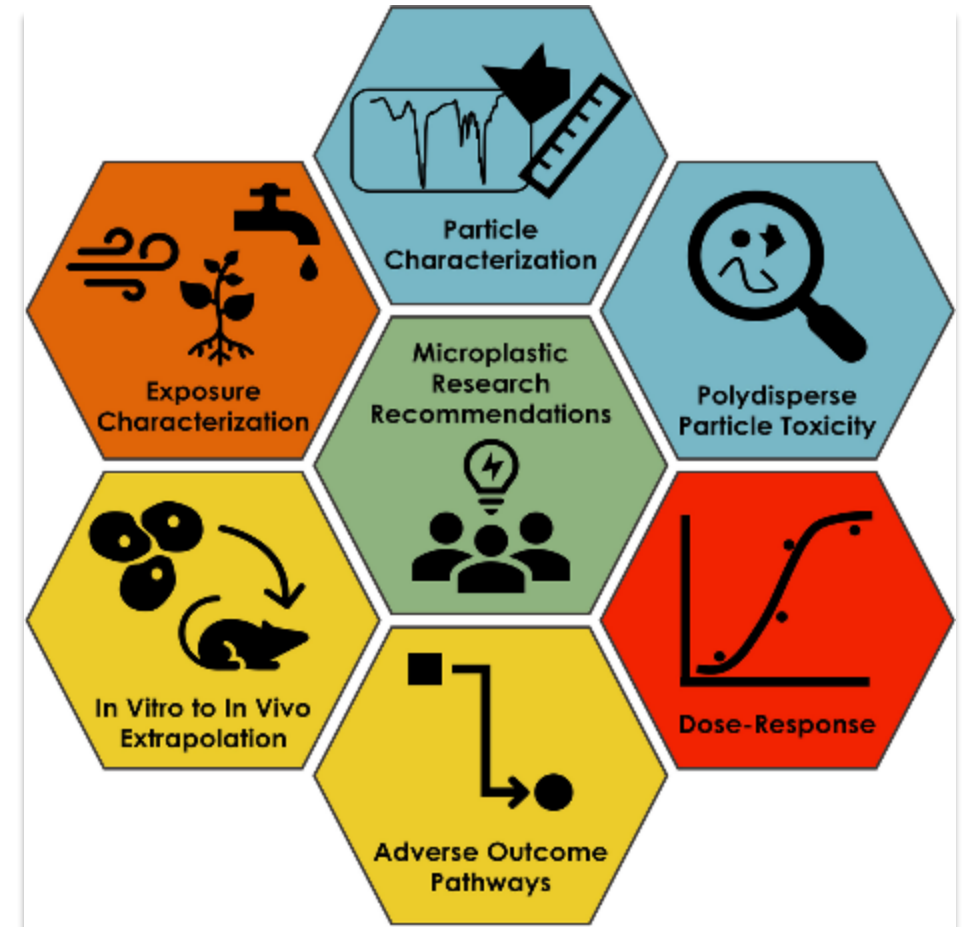 Particle
Characterization
Exposure
Characterization
Polydisperse
Particle Toxicity
Microplastic
Research
Recommendations
In Vitro to In Vivo
Extrapolation
Dose-Response
Adverse Outcome
Pathways